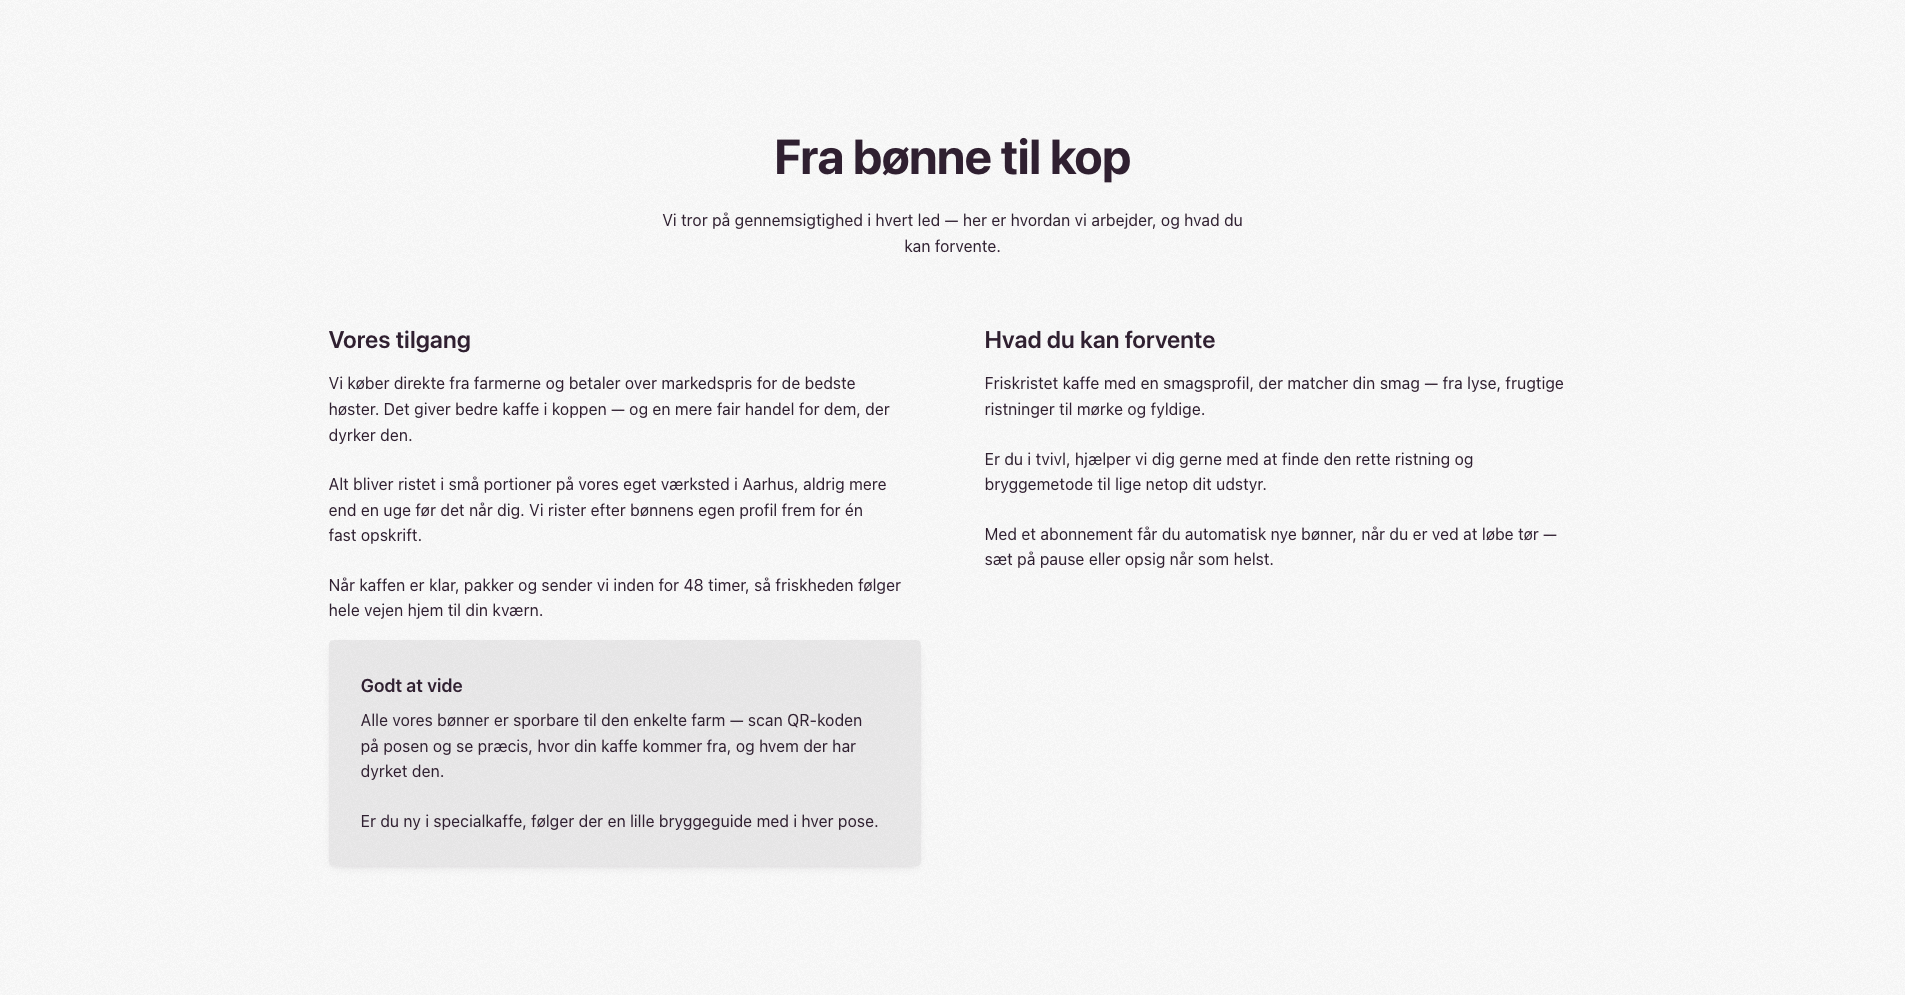 Fra bønne til kop
Vi tror på gennemsigtighed i hvert led — her er hvordan vi arbejder, og hvad du
kan forvente.
Vores tilgang
Vi køber direkte fra farmerne og betaler over markedspris for de bedste
høster. Det giver bedre kaffe i koppen — og en mere fair handel for dem, der
dyrker den.
Alt bliver ristet i små portioner på vores eget værksted i Aarhus, aldrig mere
end en uge før det når dig. Vi rister efter bønnens egen profil frem for én
fast opskrift.
Når kaffen er klar, pakker og sender vi inden for 48 timer, så friskheden følger
hele vejen hjem til din kværn.
Godt at vide
Alle vores bønner er sporbare til den enkelte farm — scan QR-koden
på posen og se præcis, hvor din kaffe kommer fra, og hvem der har
dyrket den.
Er du ny i specialkaffe, følger der en lille bryggeguide med i hver pose.
Hvad du kan forvente
Friskristet kaffe med en smagsprofil, der matcher din smag — fra lyse, frugtige
ristninger til mørke og fyldige.
Er du i tvivl, hjælper vi dig gerne med at finde den rette ristning og
bryggemetode til lige netop dit udstyr.
Med et abonnement får du automatisk nye bønner, når du er ved at løbe tør —
sæt på pause eller opsig når som helst.